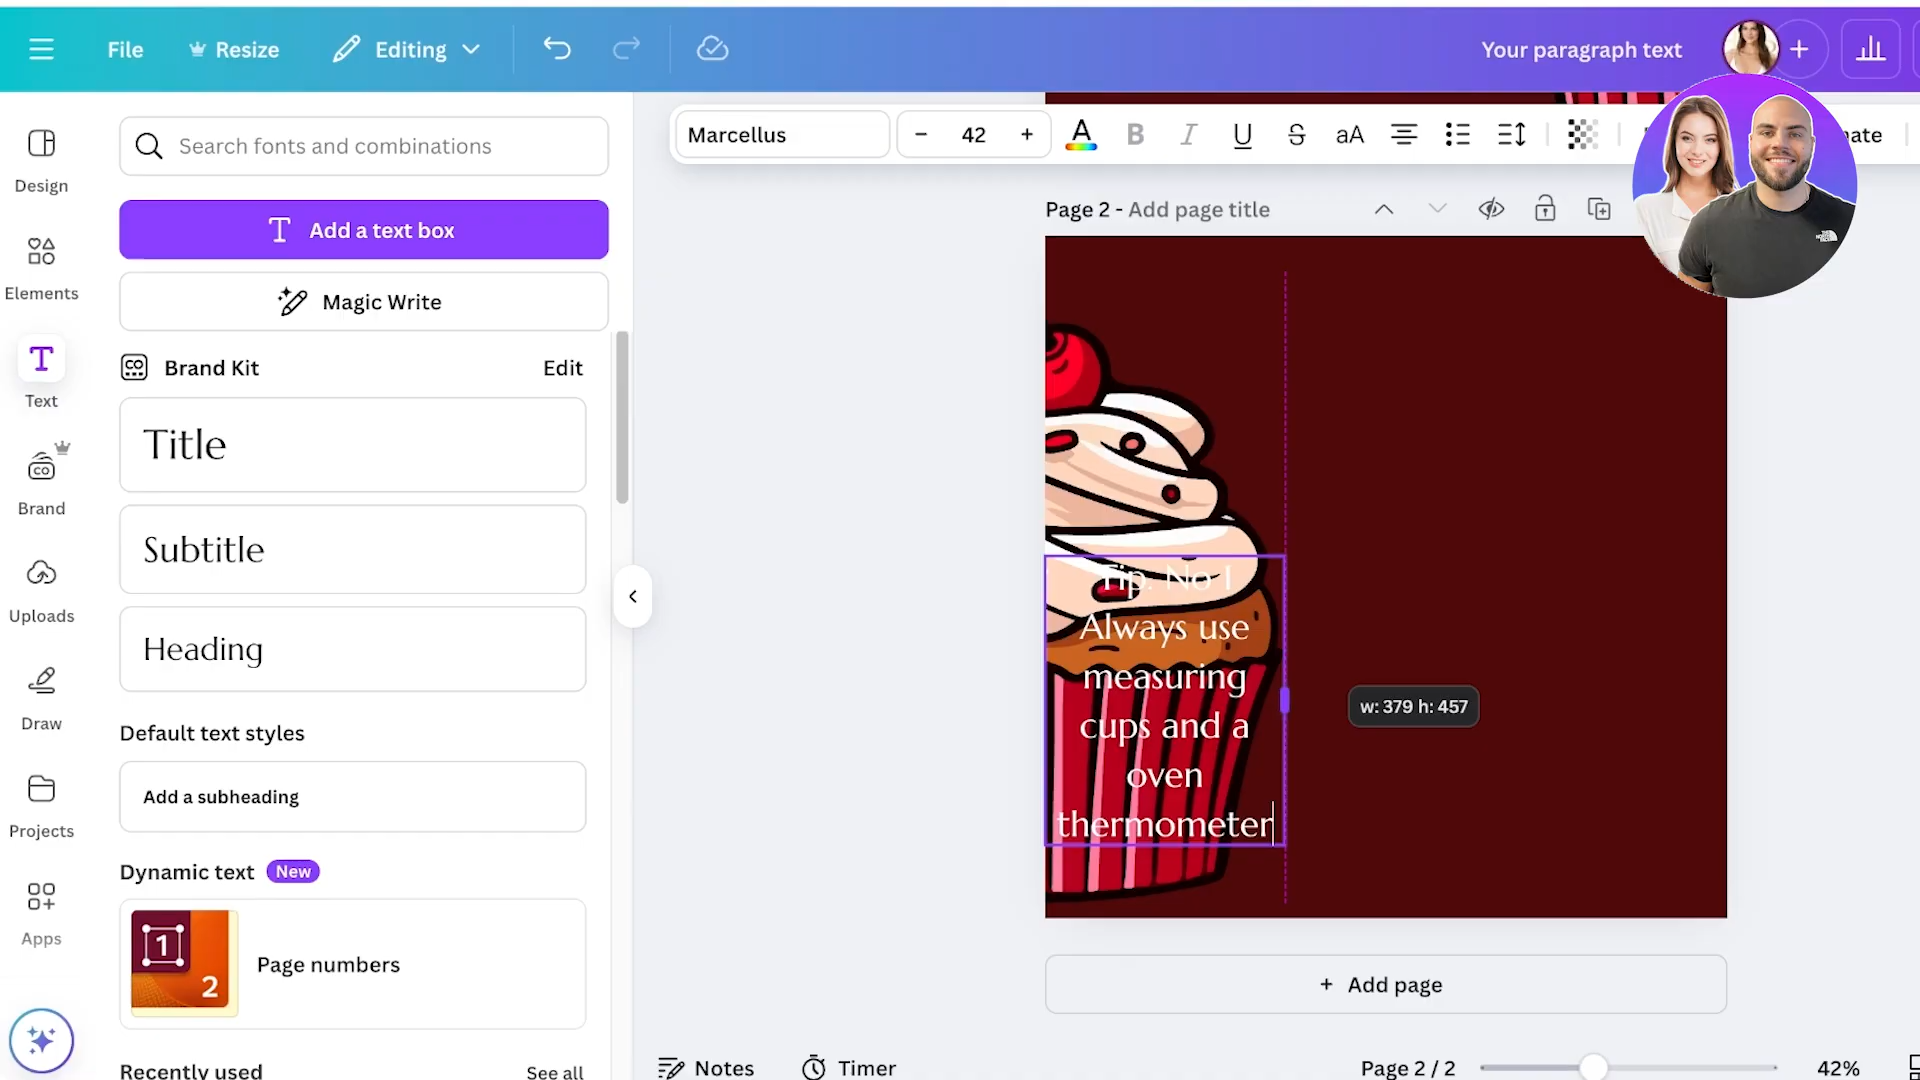 File
Resize
Editing
Your paragraph text
Marcellus
42
aA
ate
Search fonts and combinations
Add a text box
Magic Write
Brand Kit
Edit
Title
Subtitle
Heading
Default text styles
Add a subheading
Dynamic text
New
Page numbers
1
2
Recently used
See all
Design
Elements
Text
Brand
Uploads
Draw
Projects
Apps
Page 2 - Add page title
Tip. No 1
Always use
measuring
cups and a
oven
thermometer
w: 379 h: 457
+ Add page
Notes
Timer
Page 2 / 2
42%